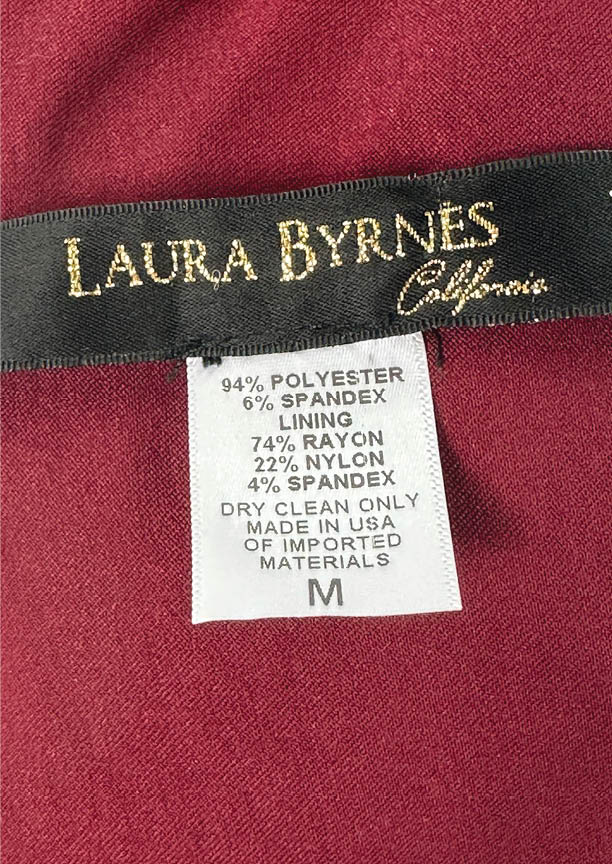 LAURA BYRNES
California
94% POLYESTER
6% SPANDEX
LINING
74% RAYON
22% NYLON
4% SPANDEX
DRY CLEAN ONLY
MADE IN USA
OF IMPORTED
MATERIALS
M